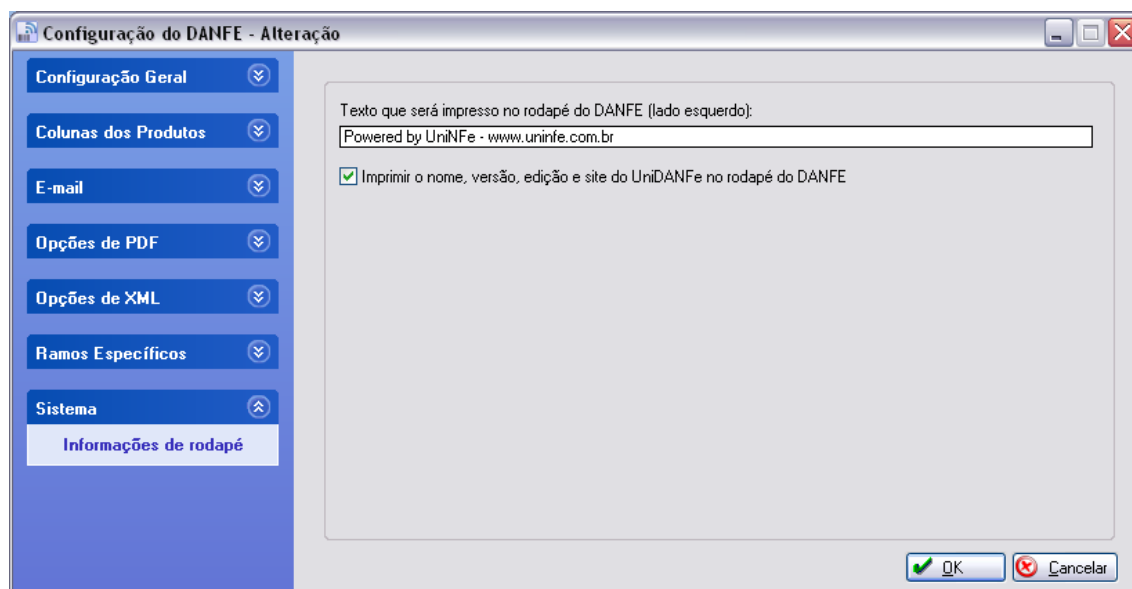 Configuração do DANFE - Alteração
Configuração Geral
Colunas dos Produtos
E-mail
Opções de PDF
Opções de XML
Ramos Específicos
Sistema
Informações de rodapé
Texto que será impresso no rodapé do DANFE (lado esquerdo):
Powered by UniNFe - www.uninfe.com.br
Imprimir o nome, versão, edição e site do UniDANFe no rodapé do DANFE
OK
Cancelar